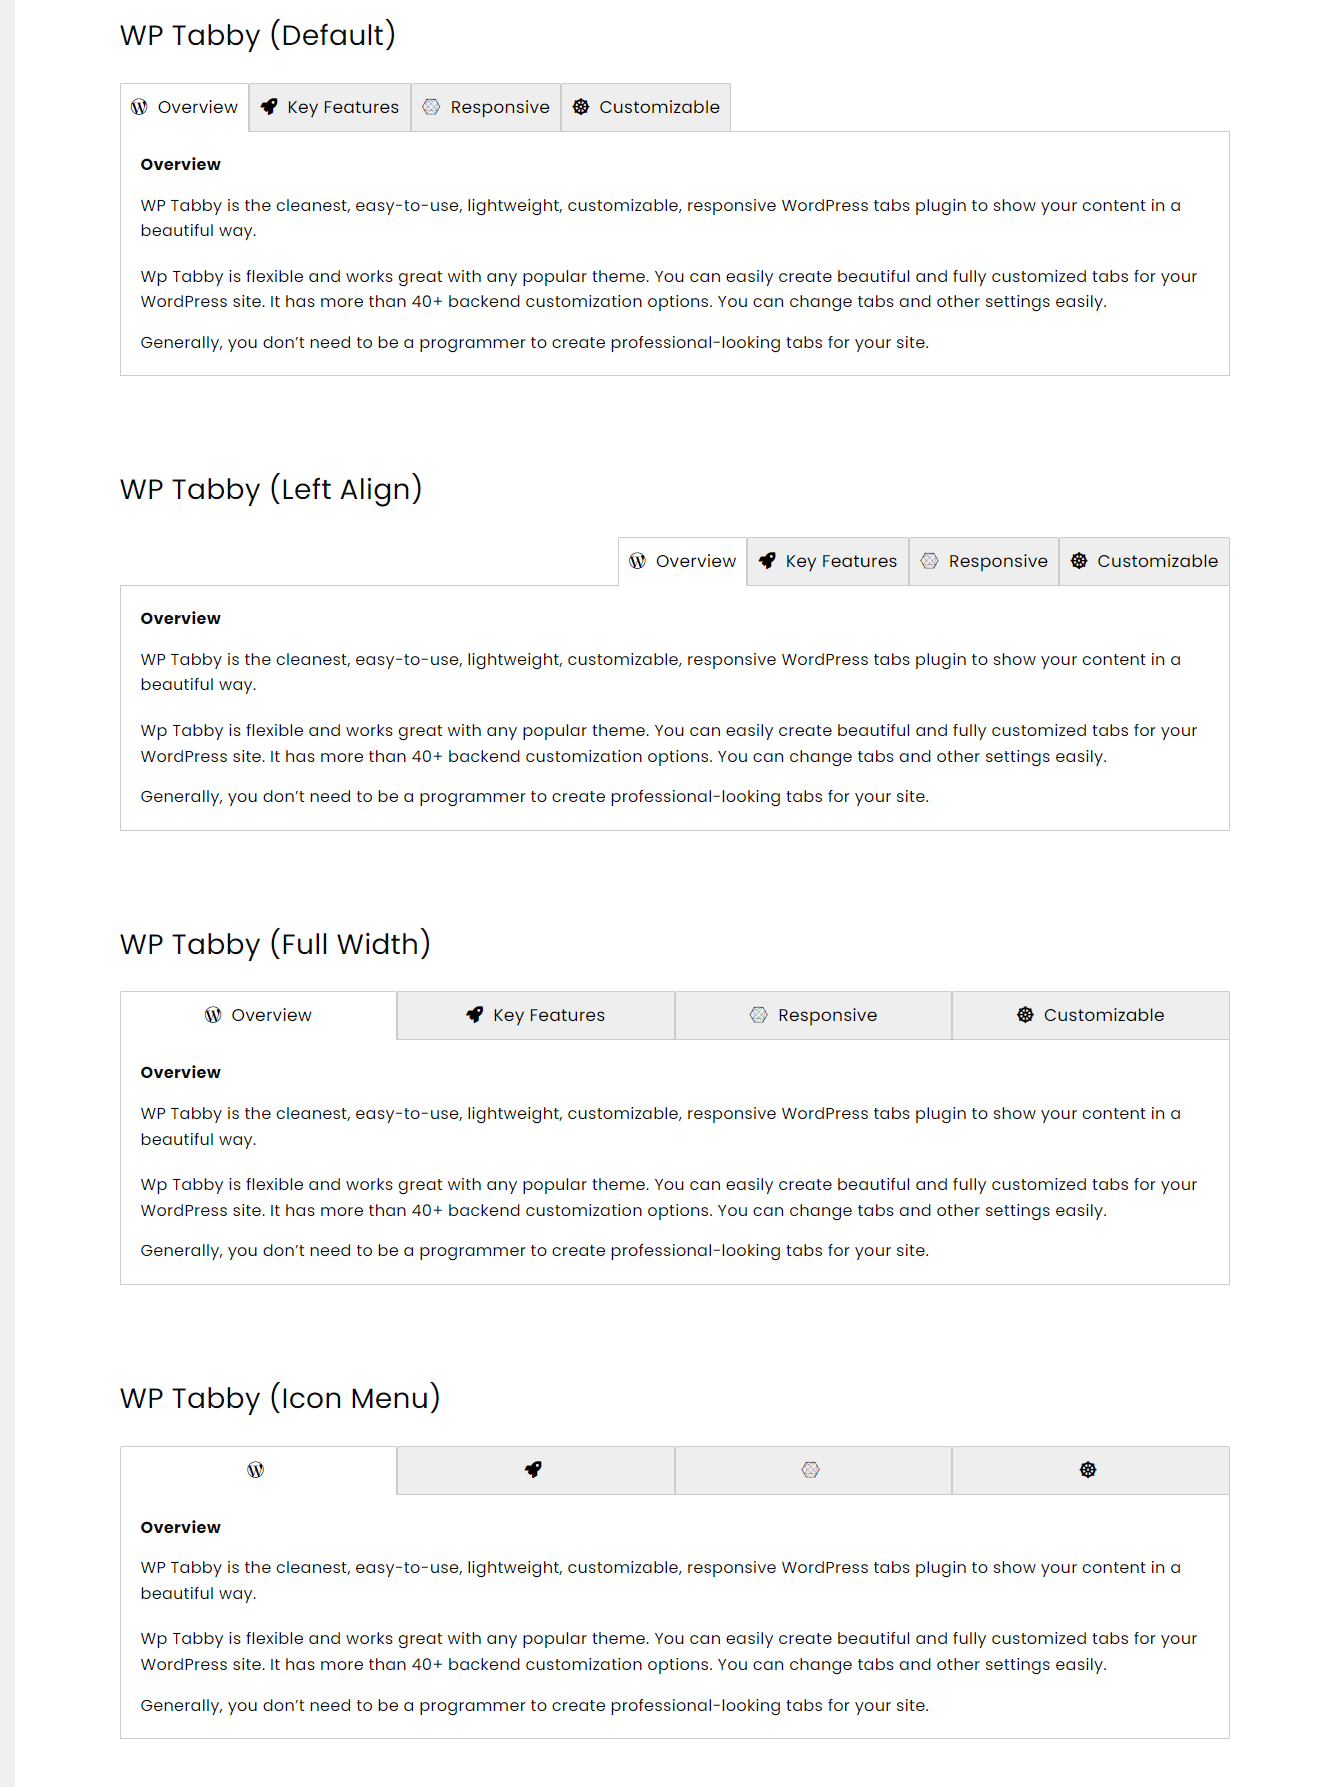 WP Tabby (Default)
Overview Key Features Responsive Customizable
Overview
WP Tabby is the cleanest, easy-to-use, lightweight, customizable, responsive WordPress tabs plugin to show your content in a
beautiful way.
Wp Tabby is flexible and works great with any popular theme. You can easily create beautiful and fully customized tabs for your
WordPress site. It has more than 40+ backend customization options. You can change tabs and other settings easily.
Generally, you don’t need to be a programmer to create professional-looking tabs for your site.
WP Tabby (Left Align)
Overview Key Features Responsive Customizable
Overview
WP Tabby is the cleanest, easy-to-use, lightweight, customizable, responsive WordPress tabs plugin to show your content in a
beautiful way.
Wp Tabby is flexible and works great with any popular theme. You can easily create beautiful and fully customized tabs for your
WordPress site. It has more than 40+ backend customization options. You can change tabs and other settings easily.
Generally, you don’t need to be a programmer to create professional-looking tabs for your site.
WP Tabby (Full Width)
Overview Key Features Responsive Customizable
Overview
WP Tabby is the cleanest, easy-to-use, lightweight, customizable, responsive WordPress tabs plugin to show your content in a
beautiful way.
Wp Tabby is flexible and works great with any popular theme. You can easily create beautiful and fully customized tabs for your
WordPress site. It has more than 40+ backend customization options. You can change tabs and other settings easily.
Generally, you don’t need to be a programmer to create professional-looking tabs for your site.
WP Tabby (Icon Menu)
Overview
WP Tabby is the cleanest, easy-to-use, lightweight, customizable, responsive WordPress tabs plugin to show your content in a
beautiful way.
Wp Tabby is flexible and works great with any popular theme. You can easily create beautiful and fully customized tabs for your
WordPress site. It has more than 40+ backend customization options. You can change tabs and other settings easily.
Generally, you don’t need to be a programmer to create professional-looking tabs for your site.